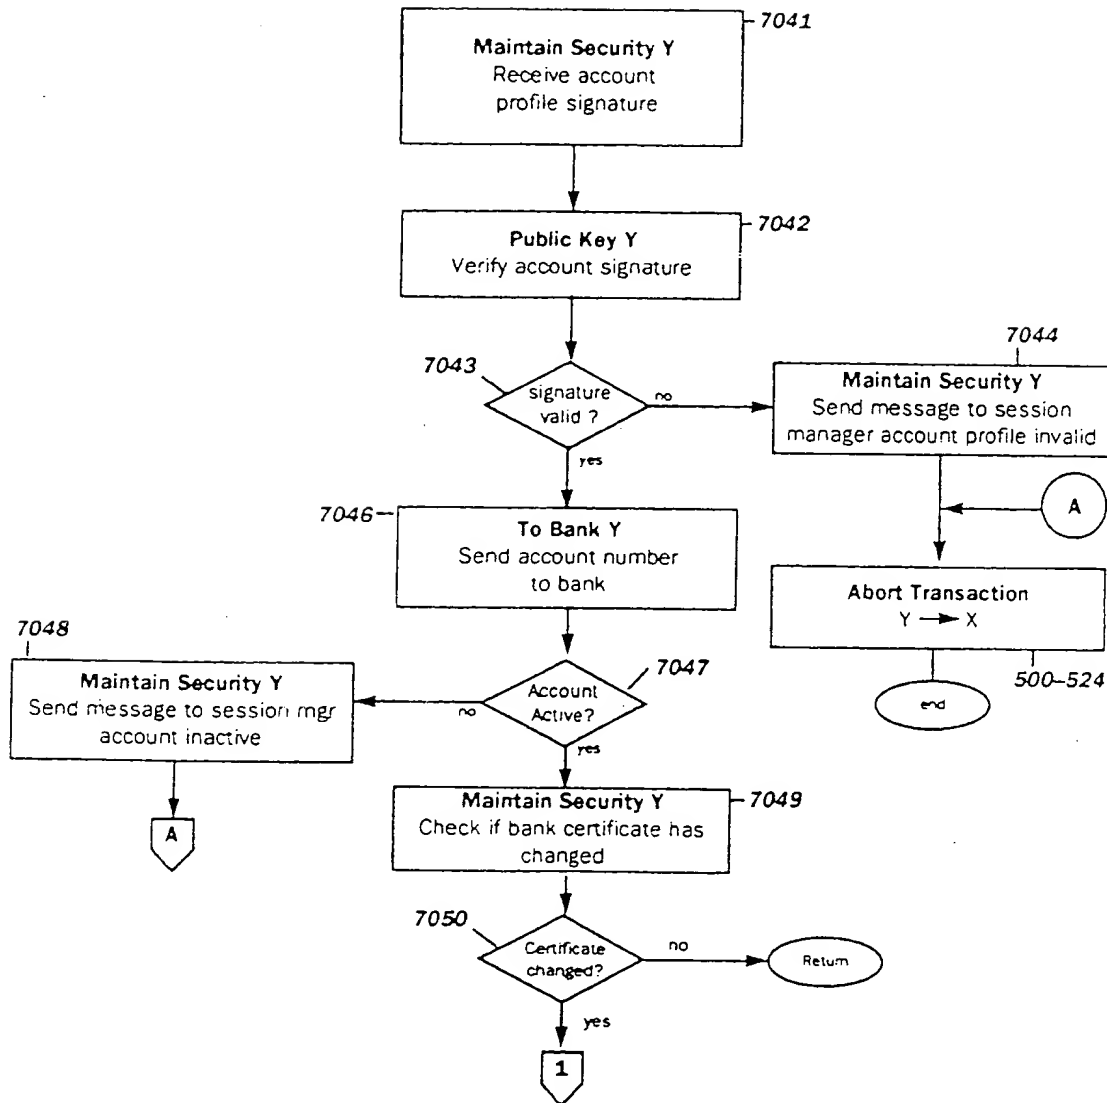 7041
Maintain Security Y
Receive account
profile signature
7042
Public Key Y
Verify account signature
7043
signature
valid ?
no
yes
7044
Maintain Security Y
Send message to session
manager account profile invalid
A
7046
To Bank Y
Send account number
to bank
Abort Transaction
Y → X
500-524
end
7048
Maintain Security Y
Send message to session mgr
account inactive
A
7047
Account
Active?
no
yes
Maintain Security Y
Check if bank certificate has
changed
7049
7050
Certificate
changed?
no
Return
yes
1